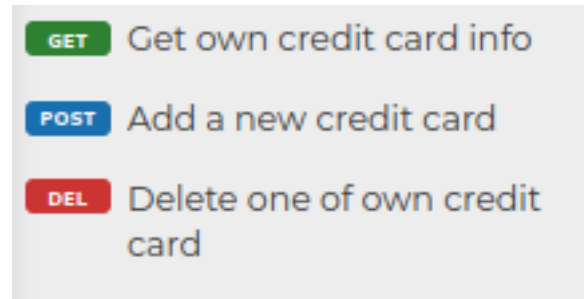 GET Get own credit card info
POST Add a new credit card
DEL Delete one of own credit
card